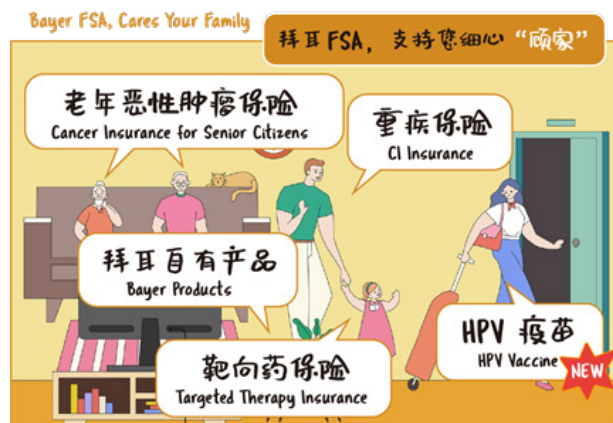 Bayer FSA, Cares Your Family
拜耳FSA，支持您细心“顾家”
老年恶性肿瘤保险
Cancer Insurance for Senior Citizens
重疾保险
CI Insurance
拜耳自有产品
Bayer Products
HPV 疫苗
HPV Vaccine
NEW
靶向药保险
Targeted Therapy Insurance